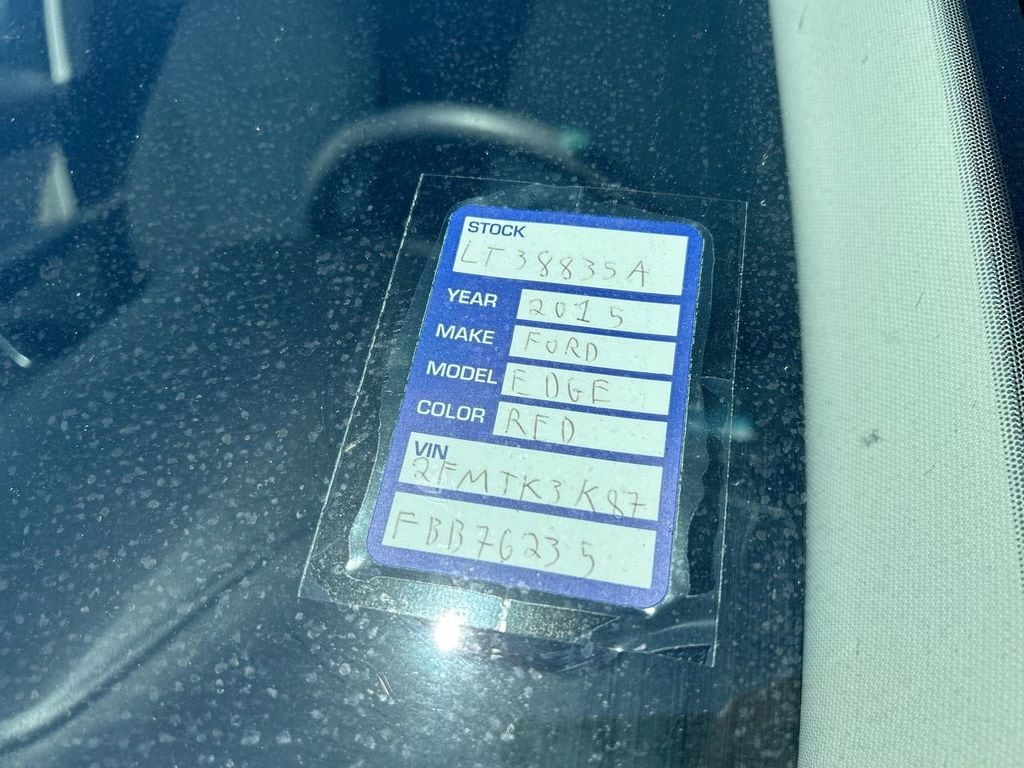 STOCK
LT38835A
YEAR 2015
MAKE FORD
MODEL EDGE
COLOR RED
VIN
2FMTK3K87
FBB76235